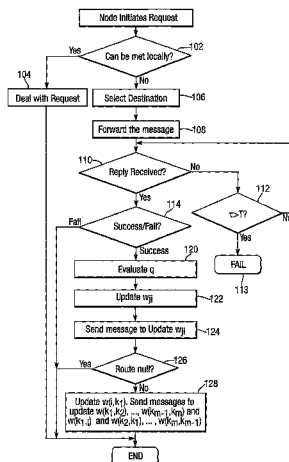 Node Initiates Request
102
Yes
Can be met locally?
104
No
Deal with Request
Select Destination
106
Forward the message
108
110
Reply Received?
No
112
Yes
114
τ>T?
Fail
Success/Fail?
Yes
Success
120
FAIL
Evaluate q
113
Update wji
122
Send message to Update wij
124
Yes
Route null?
126
No
128
Update w(i,k1). Send messages to
update w(k1,k2), ..., w(km-1,km) and
w(k1,j) and w(k2,k1), ... , w(km,km-1)
END